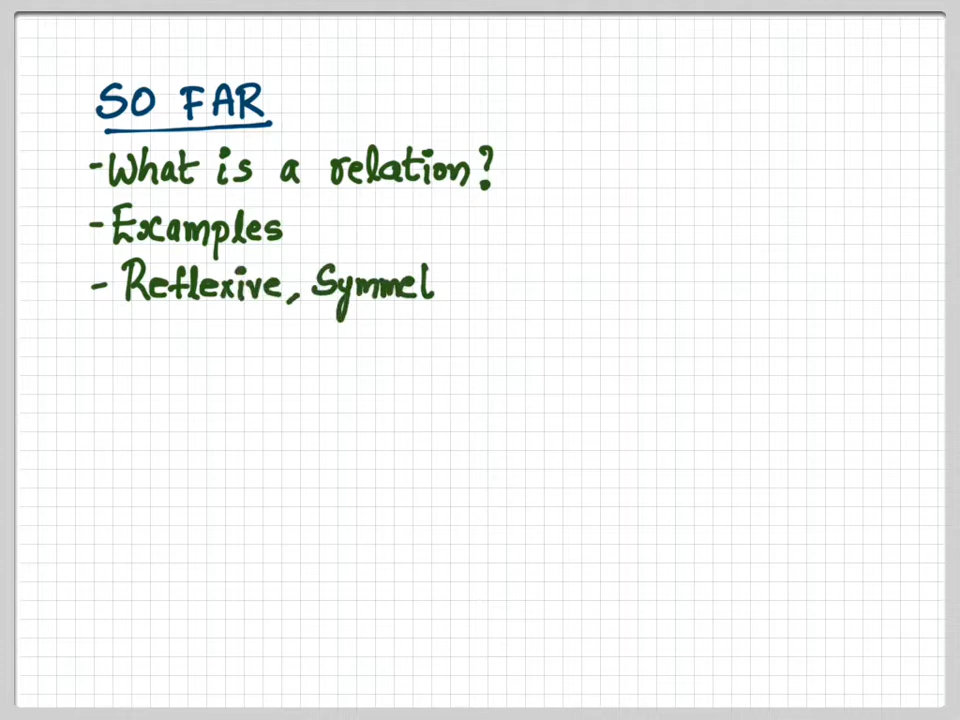 SO FAR
- What is a relation?
- Examples
- Reflexive, Symmel